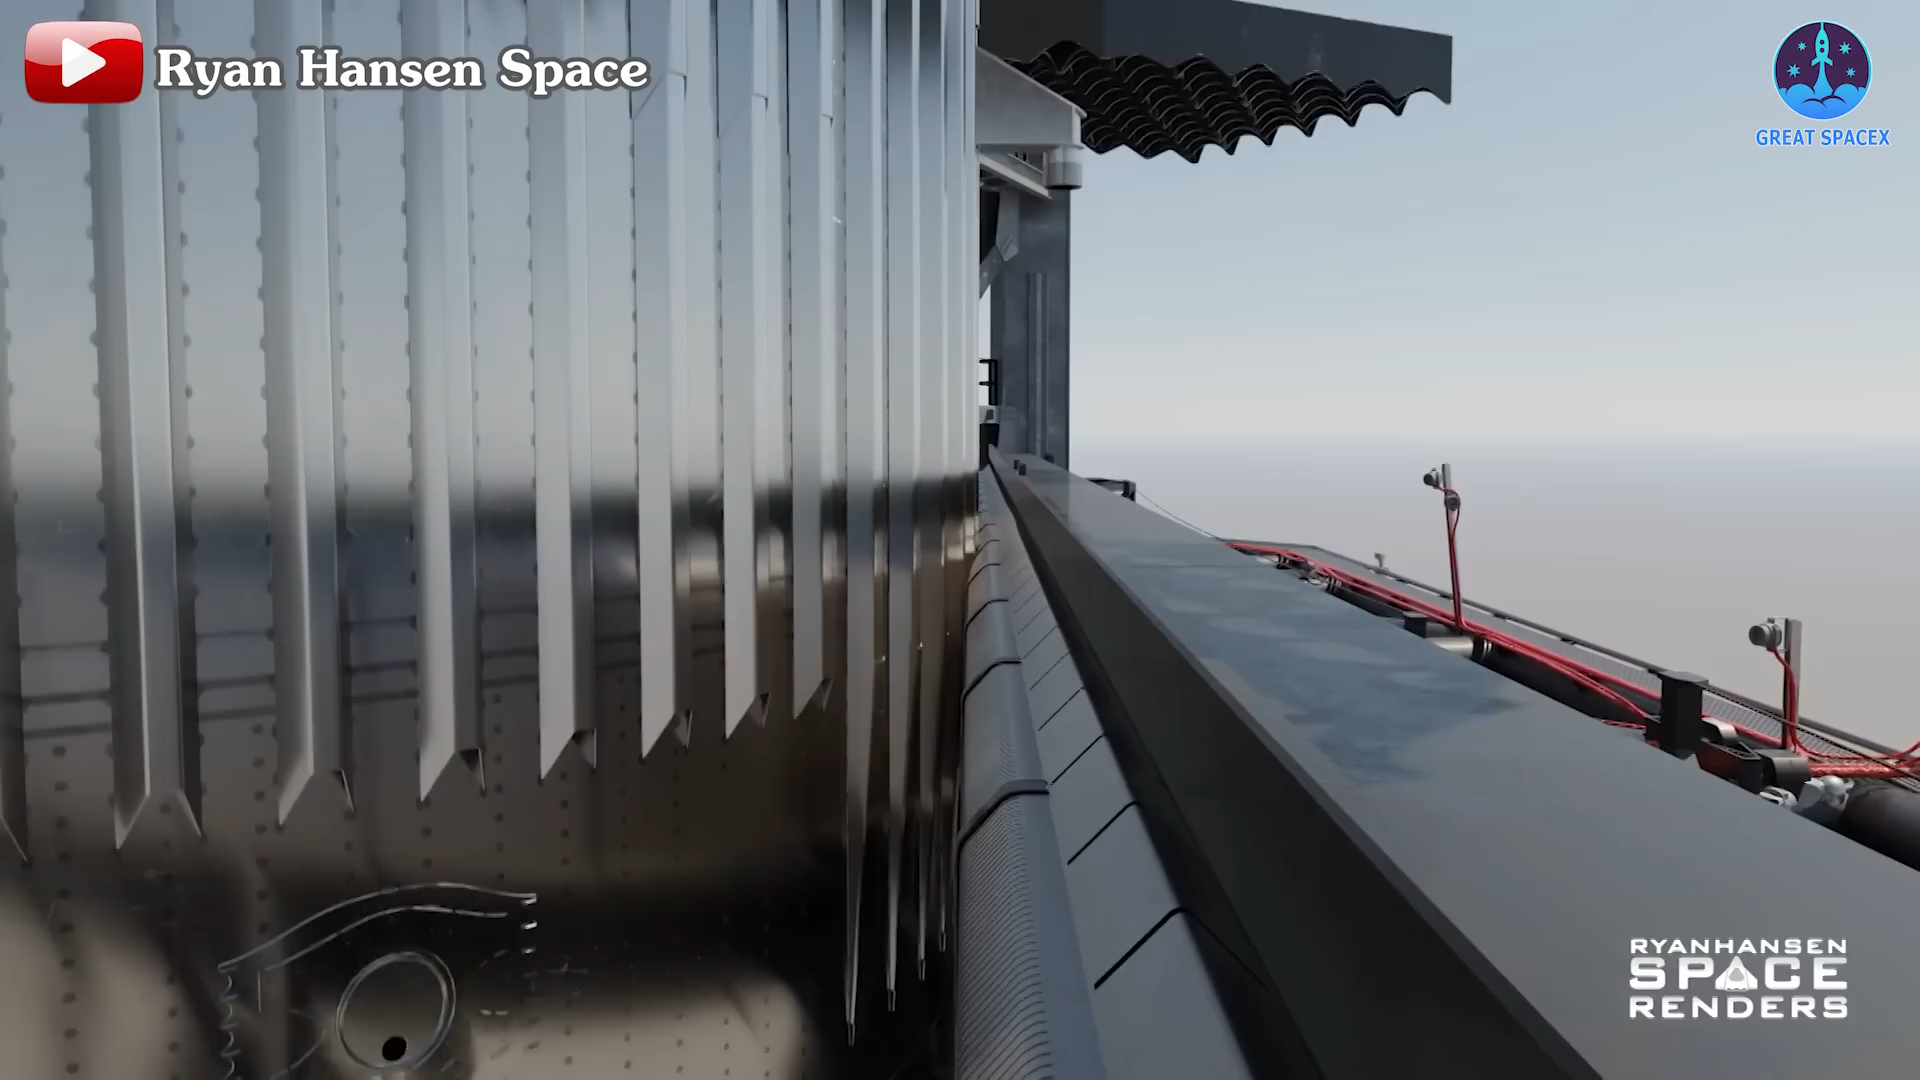 Ryan Hansen Space
GREAT SPACEX
RYANHANSEN
SPACE
RENDERS